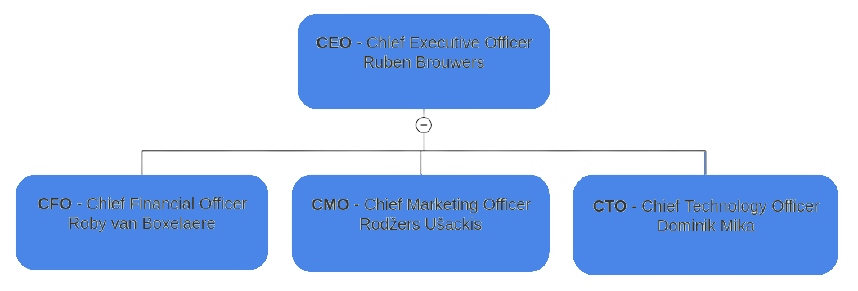 CEO - Chief Executive Officer
Ruben Brouwers
CFO - Chief Financial Officer
Roby van Boxelaere
CMO - Chief Marketing Officer
Rodžers Ušackis
CTO - Chief Technology Officer
Dominik Mika